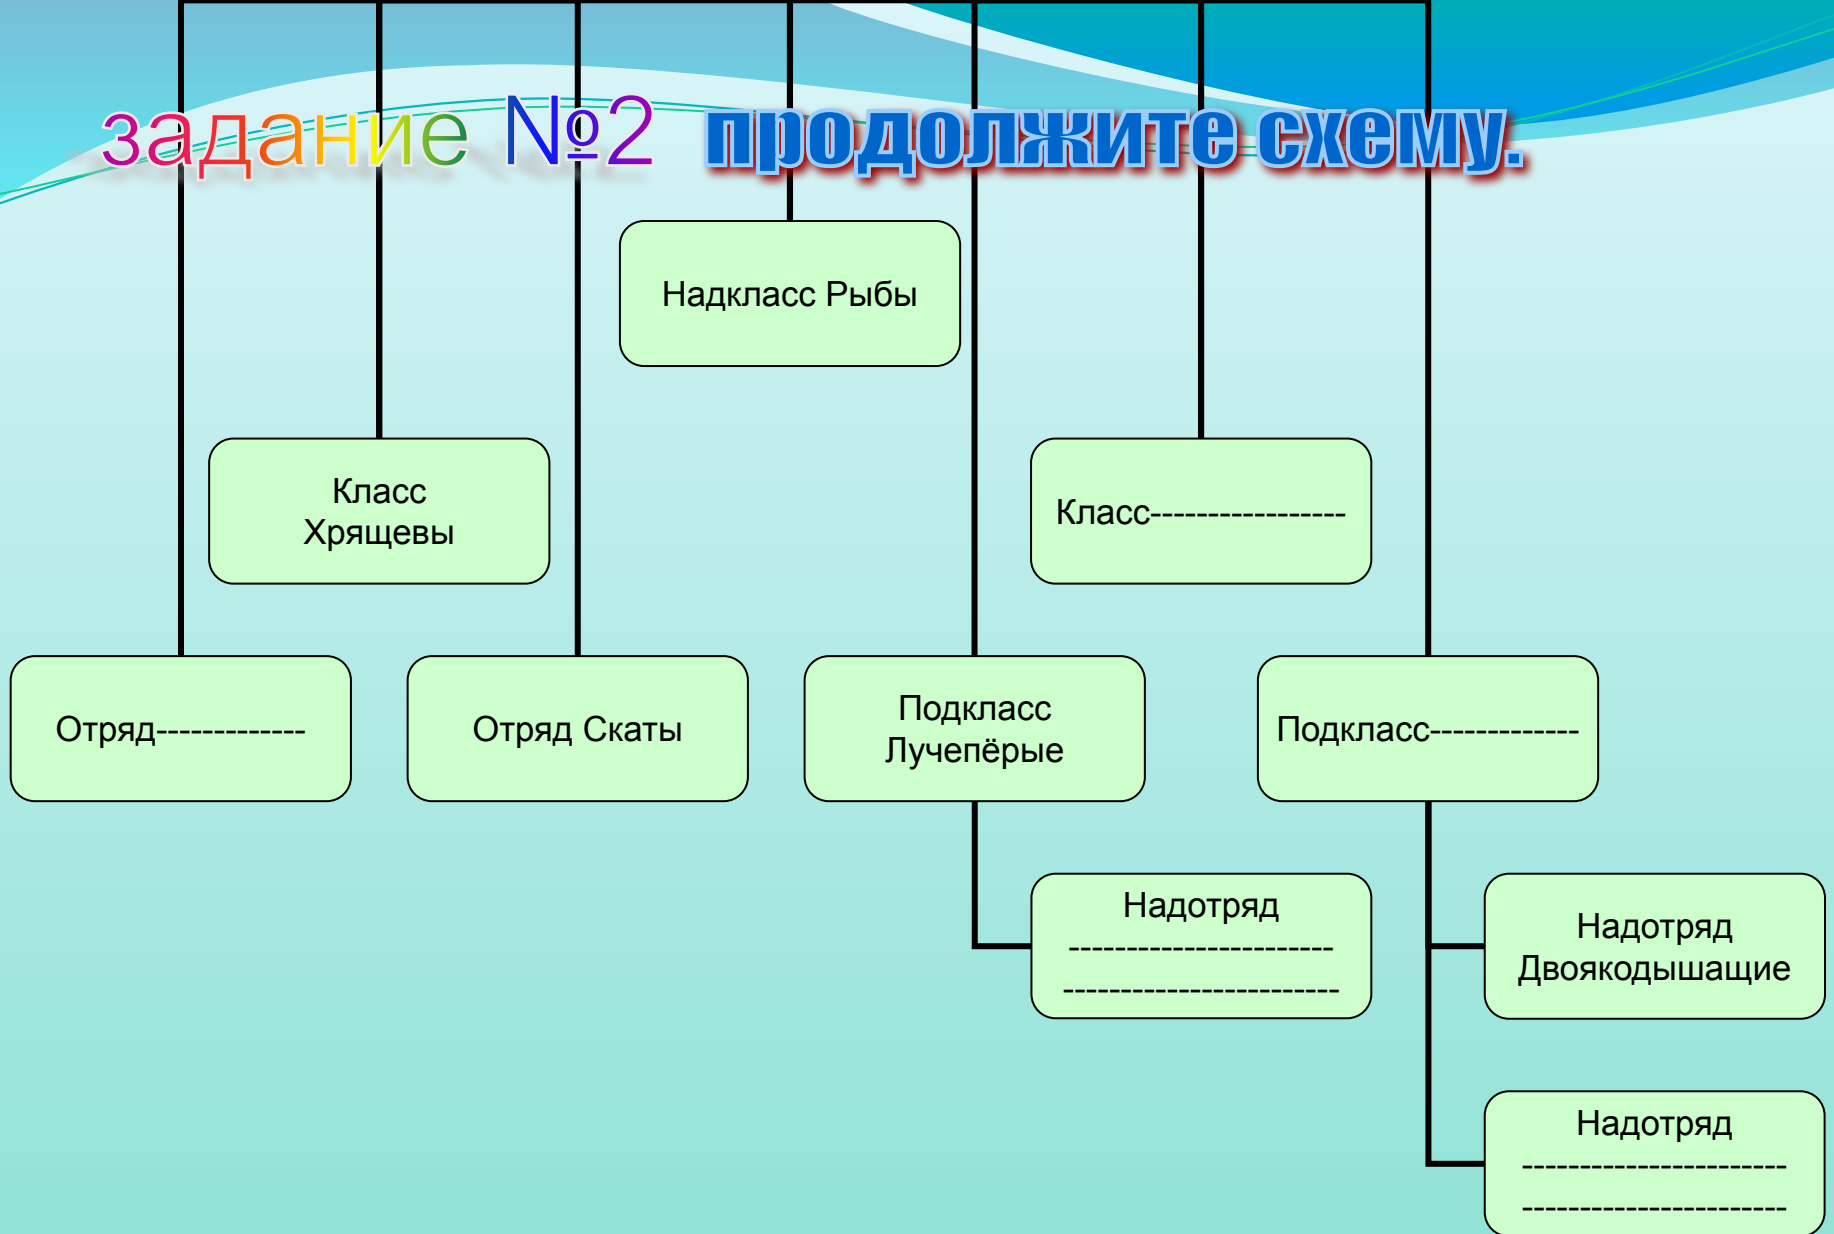 задание №2 продолжите схему.
Надкласс Рыбы
Класс
Хрящевы
Класс-----------------
Отряд-------------
Отряд Скаты
Подкласс
Лучепёрые
Подкласс-------------
Надотряд
-----------------------
------------------------
Надотряд
Двоякодышащие
Надотряд
-----------------------
-----------------------